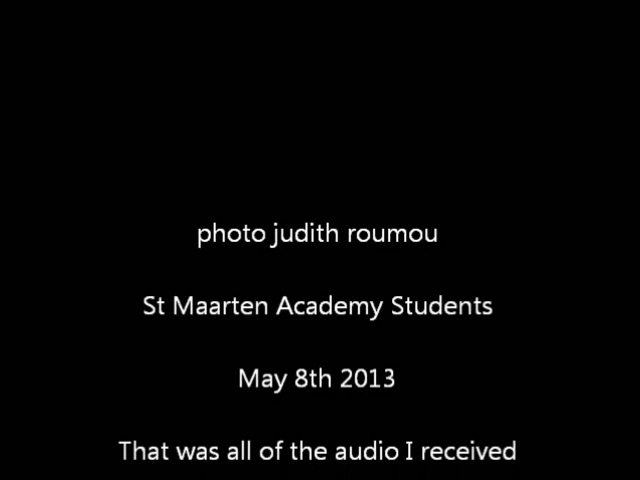 photo judith roumou
St Maarten Academy Students
May 8th 2013
That was all of the audio I received